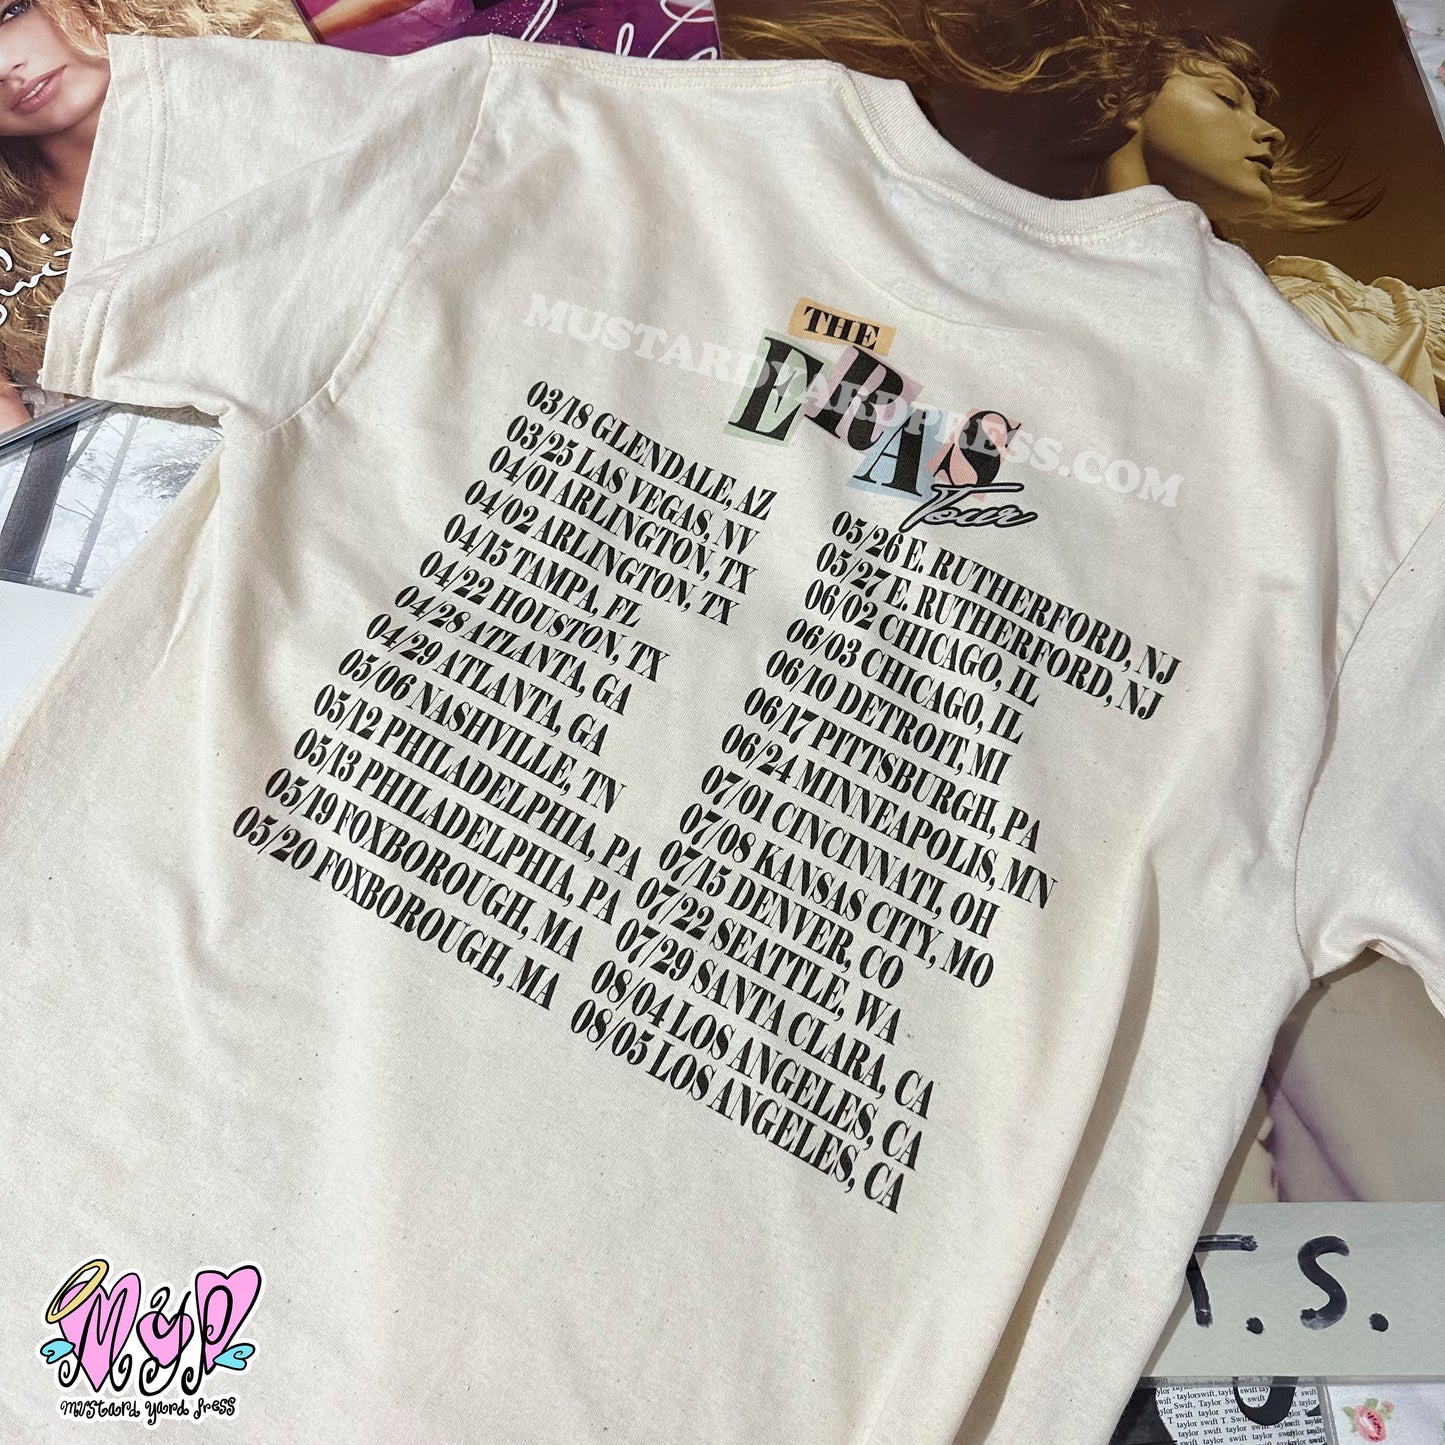 MUSTARDYARDPRESS.COM
THE
ERAS
Tour
03/18 GLENDALE, AZ
03/25 LAS VEGAS, NV
04/01 ARLINGTON, TX
04/02 ARLINGTON, TX
04/15 TAMPA, FL
04/22 HOUSTON, TX
04/28 ATLANTA, GA
04/29 ATLANTA, GA
05/06 NASHVILLE, TN
05/12 PHILADELPHIA, PA
05/13 PHILADELPHIA, PA
05/19 FOXBOROUGH, MA
05/20 FOXBOROUGH, MA
05/26 E. RUTHERFORD, NJ
05/27 E. RUTHERFORD, NJ
06/02 CHICAGO, IL
06/03 CHICAGO, IL
06/10 DETROIT, MI
06/17 PITTSBURGH, PA
06/24 MINNEAPOLIS, MN
07/01 CINCINNATI, OH
07/08 KANSAS CITY, MO
07/15 DENVER, CO
07/22 SEATTLE, WA
07/29 SANTA CLARA, CA
08/04 LOS ANGELES, CA
08/05 LOS ANGELES, CA
T.S.
MYP
mustard yard press